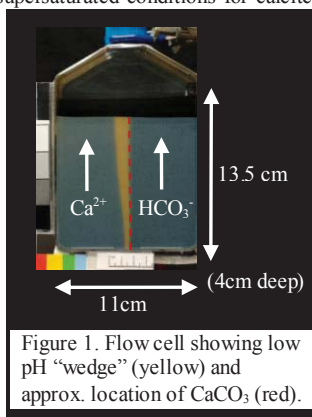 supersaturated conditions for calcite
Ca²⁺
HCO₃⁻
13.5 cm
(4cm deep)
11cm
Figure 1. Flow cell showing low
pH “wedge” (yellow) and
approx. location of CaCO₃ (red).